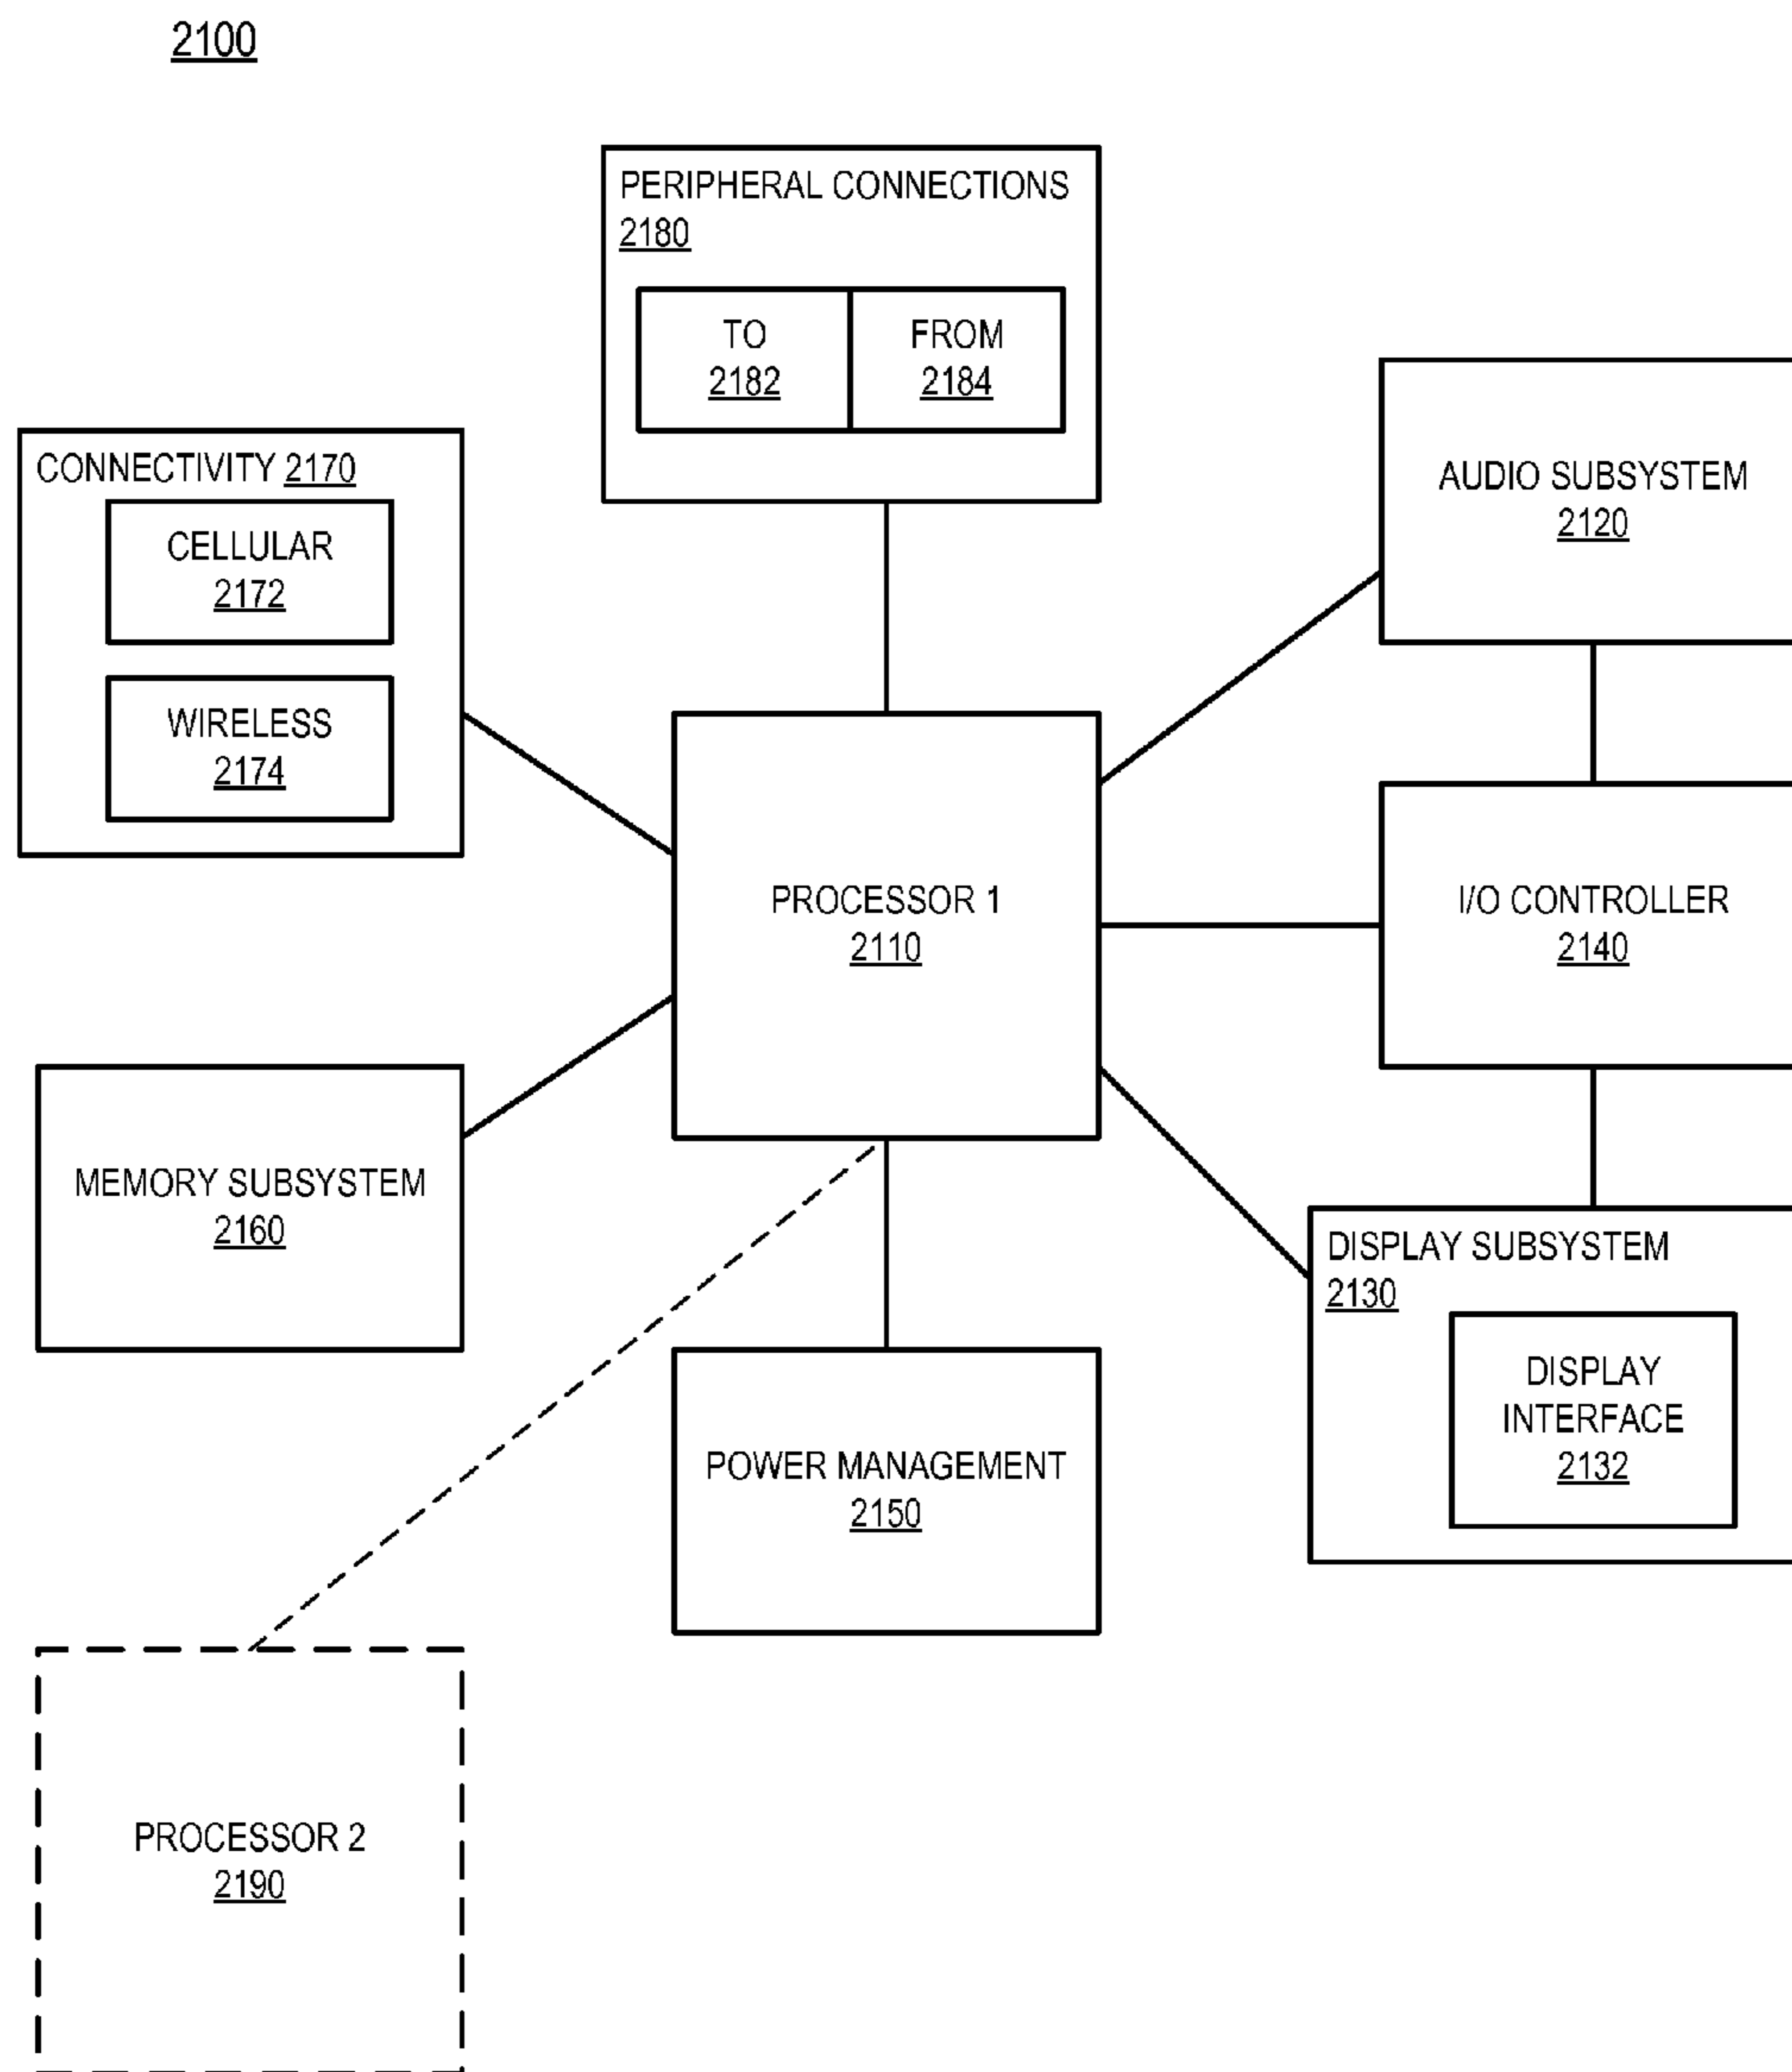 2100
PERIPHERAL CONNECTIONS
2180
TO
2182
FROM
2184
CONNECTIVITY 2170
CELLULAR
2172
WIRELESS
2174
AUDIO SUBSYSTEM
2120
PROCESSOR 1
2110
I/O CONTROLLER
2140
MEMORY SUBSYSTEM
2160
DISPLAY SUBSYSTEM
2130
DISPLAY
INTERFACE
2132
POWER MANAGEMENT
2150
PROCESSOR 2
2190